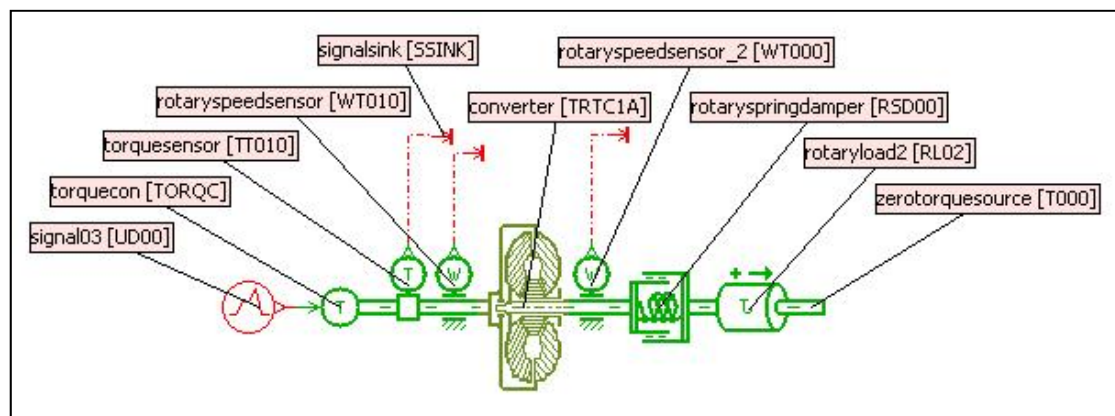 signalsink [SSINK]
rotaryspeedsensor_2 [WT000]
rotaryspeedsensor [WT010]
converter [TRTC1A]
rotaryspringdamper [RSD00]
torquesensor [TT010]
rotaryload2 [RL02]
torquecon [TORQC]
zerotorquesource [T000]
signal03 [UD00]
T
W
W
T